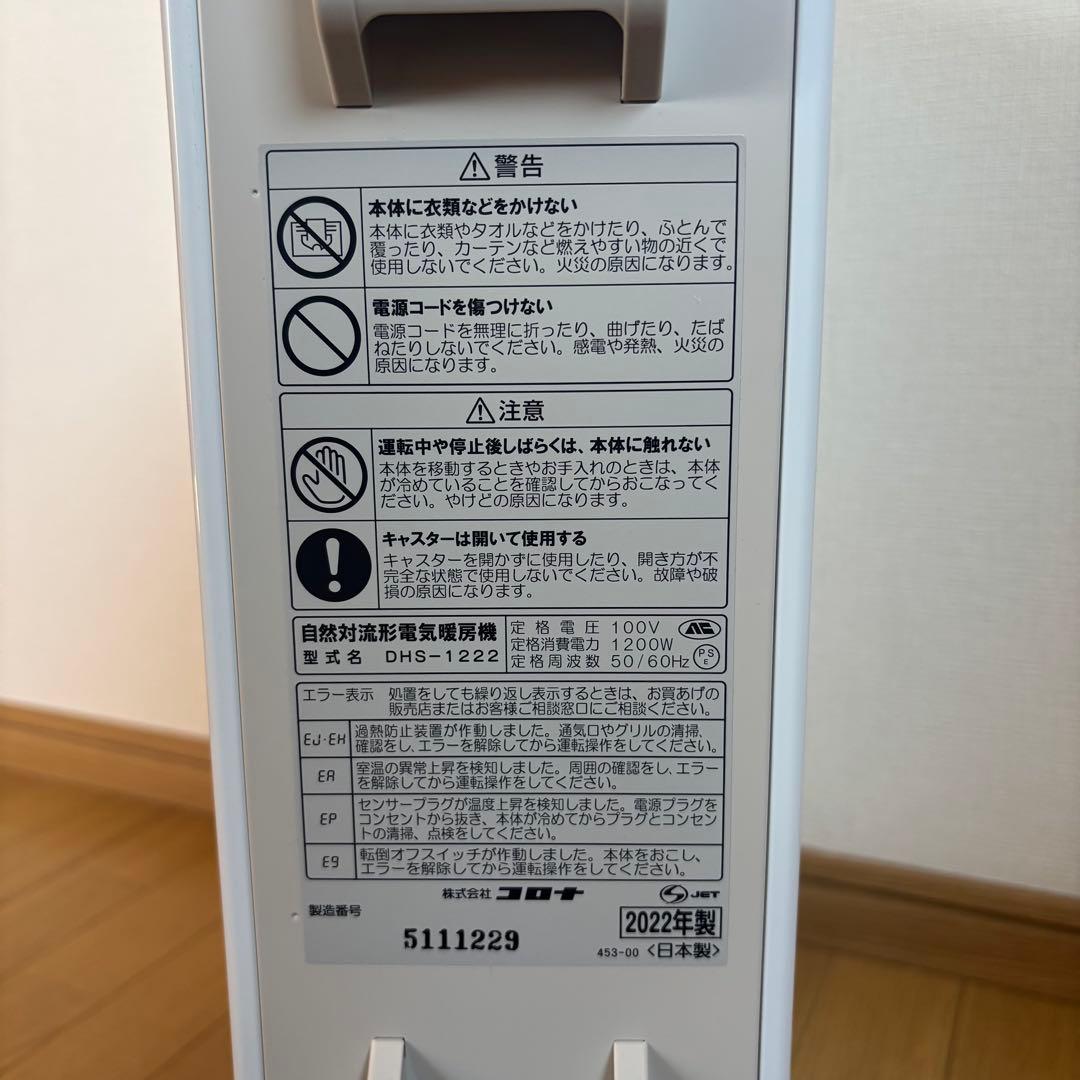 ⚠警告
本体に衣類などをかけない
本体に衣類やタオルなどをかけたり、ふとんで
覆ったり、カーテンなど燃えやすい物の近くで
使用しないでください。火災の原因になります。
電源コードを傷つけない
電源コードを無理に折ったり、曲げたり、たば
ねたりしないでください。感電や発熱、火災の
原因になります。
⚠注意
運転中や停止後しばらくは、本体に触れない
本体を移動するときやお手入れのときは、本体
が冷めていることを確認してからおこなってく
ださい。やけどの原因になります。
キャスターは開いて使用する
キャスターを開かずに使用したり、開き方が不
完全な状態で使用しないでください。故障や破
損の原因になります。
自然対流形電気暖房機
型式名 DHS-1222
定格電圧 100V
定格消費電力 1200W
定格周波数 50/60Hz
PS
E
エラー表示 処置をしても繰り返し表示するときは、お買あげの
販売店またはお客様ご相談窓口にご相談ください。
EJ・EH 過熱防止装置が作動しました。通気口やグリルの清掃、
確認をし、エラーを解除してから運転操作をしてください。
EA 室温の異常上昇を検知しました。周囲の確認をし、エラー
を解除してから運転操作をしてください。
EP センサープラグが温度上昇を検知しました。電源プラグを
コンセントから抜き、本体が冷めてからプラグとコンセン
トの清掃、点検をしてください。
E9 転倒オフスイッチが作動しました。本体をおこし、
エラーを解除してから運転操作をしてください。
株式会社 コロナ
JET
製造番号
5111229
2022年製
453-00 <日本製>